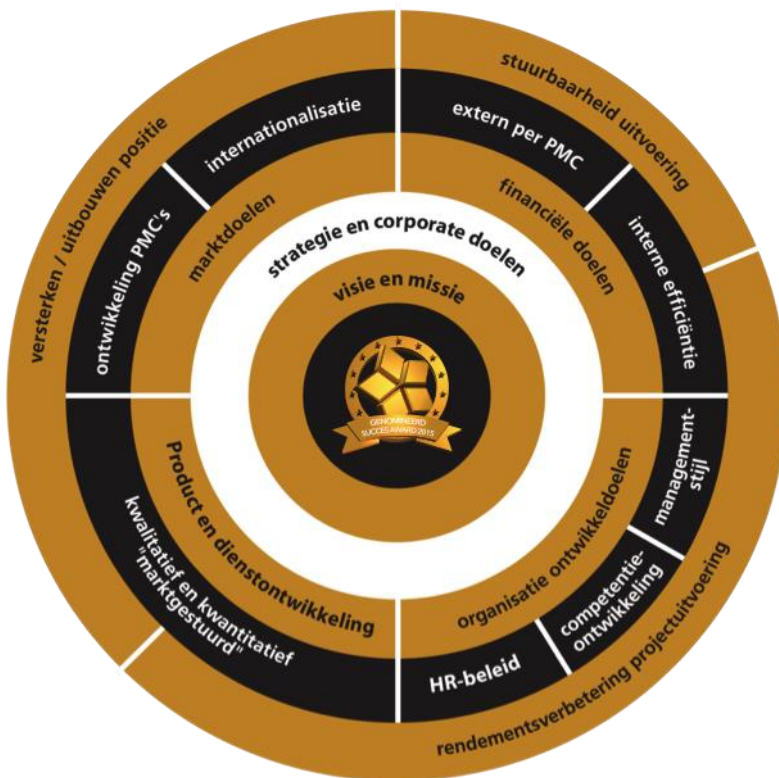 versterken / uitbouwen positie
stuurbaarheid uitvoering
internationalisatie
extern per PMC
ontwikkeling PMC's
interne efficiëntie
marktdoelen
financiële doelen
strategie en corporate doelen
visie en missie
GENOMINEERD
SUCCES AWARD 2015
Product en dienstontwikkeling
organisatie ontwikkeldoelen
management-
stijl
kwalitatief en kwantitatief
"marktgestuurd"
competentie-
ontwikkeling
HR-beleid
rendementsverbetering projectuitvoering